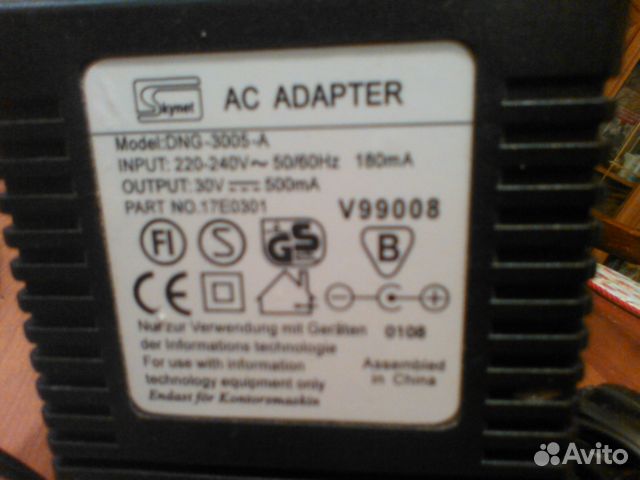 Skynet
AC ADAPTER
Model:DNG-3005-A
INPUT: 220-240V~ 50/60Hz 180mA
OUTPUT: 30V⎓500mA
PART NO.17E0301
V99008
FI S GS B
CE
Nur zur Verwendung mit Geräten 0108
der Informations technologie
For use with information
technology equipment only
Assembled
in China
Endast för Kontorsmaskin
Avito